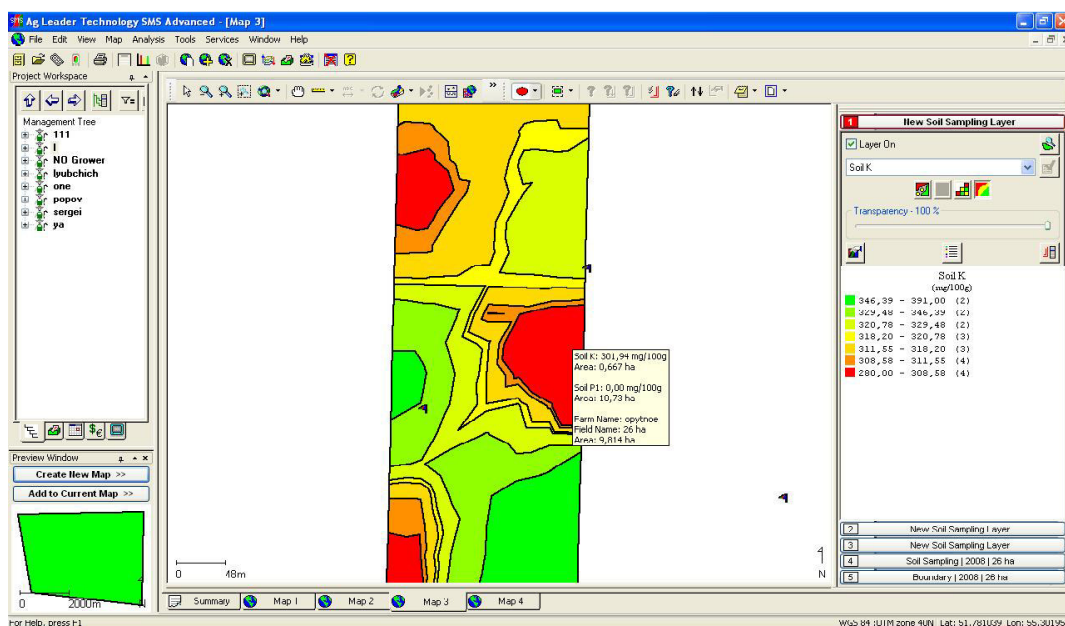 SMS Ag Leader Technology SMS Advanced - [Map 3]
File Edit View Map Analysis Tools Services Window Help
Project Workspace
Management Tree
111
I
NO Grower
lyubchich
one
popov
sergei
ya
Preview Window
Create New Map >>
Add to Current Map >>
0 2000m N
0 48m
N
Soil K: 301,94 mg/100g
Area: 0,667 ha
Soil P1: 0,00 mg/100g
Area: 10,73 ha
Farm Name: opytnoe
Field Name: 26 ha
Area: 9,814 ha
1 New Soil Sampling Layer
Layer On
Soil K
Transparency - 100 %
Soil K
(mg/100g)
346,39 - 391,00 (2)
329,48 - 346,39 (2)
320,78 - 329,48 (2)
318,20 - 320,78 (3)
311,55 - 318,20 (3)
308,58 - 311,55 (4)
280,00 - 308,58 (4)
2 New Soil Sampling Layer
3 New Soil Sampling Layer
4 Soil Sampling | 2008 | 26 ha
5 Boundary | 2008 | 26 ha
Summary Map 1 Map 2 Map 3 Map 4
For Help, press F1
WGS 84 :UTM zone 40N Lat: 51.781039 Lon: 55.30195